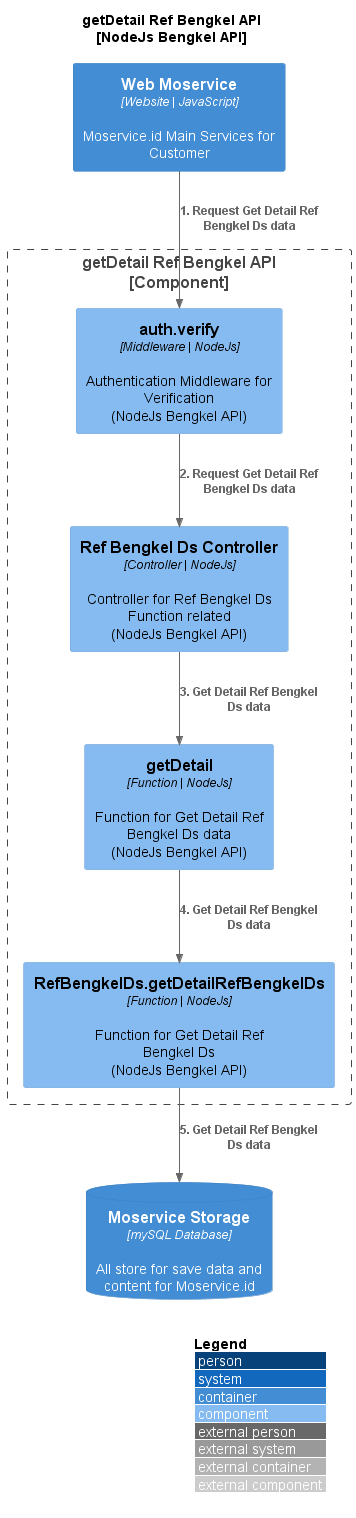 getDetail Ref Bengkel API
[NodeJs Bengkel API]
Web Moservice
[Website | JavaScript]
Moservice.id Main Services for
Customer
1. Request Get Detail Ref
Bengkel Ds data
getDetail Ref Bengkel API
[Component]
auth.verify
[Middleware | NodeJs]
Authentication Middleware for
Verification
(NodeJs Bengkel API)
2. Request Get Detail Ref
Bengkel Ds data
Ref Bengkel Ds Controller
[Controller | NodeJs]
Controller for Ref Bengkel Ds
Function related
(NodeJs Bengkel API)
3. Get Detail Ref Bengkel
Ds data
getDetail
[Function | NodeJs]
Function for Get Detail Ref
Bengkel Ds data
(NodeJs Bengkel API)
4. Get Detail Ref Bengkel
Ds data
RefBengkelDs.getDetailRefBengkelDs
[Function | NodeJs]
Function for Get Detail Ref
Bengkel Ds
(NodeJs Bengkel API)
5. Get Detail Ref Bengkel
Ds data
Moservice Storage
[mySQL Database]
All store for save data and
content for Moservice.id
Legend
person
system
container
component
external person
external system
external container
external component